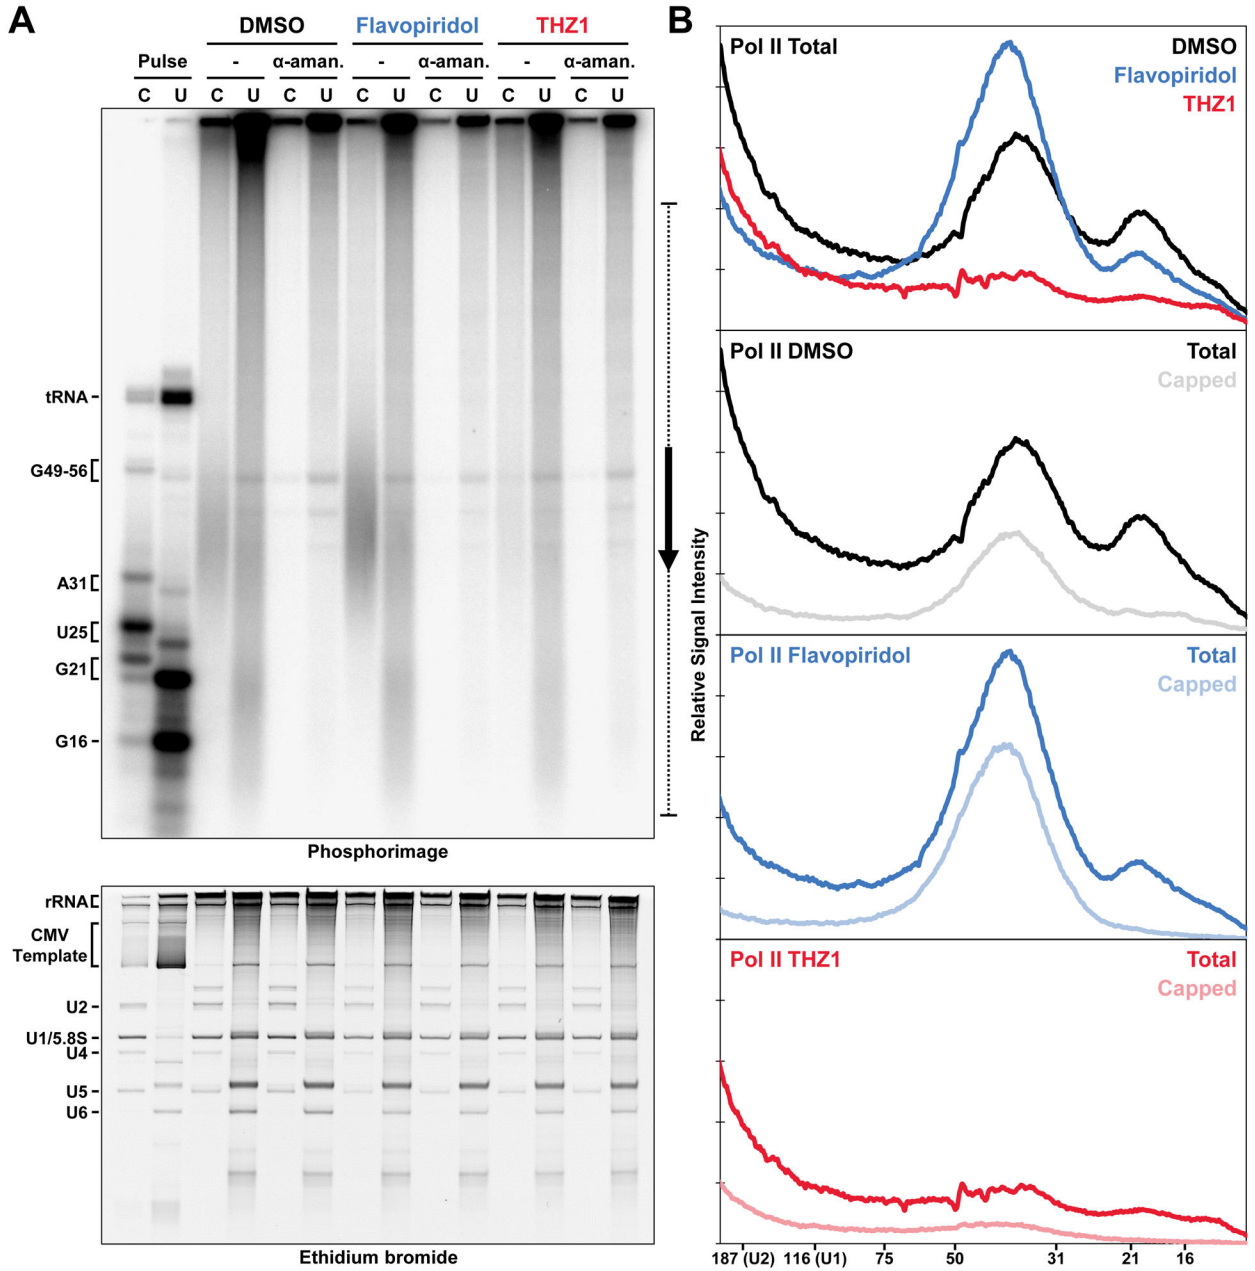 A
DMSO Flavopiridol THZ1
Pulse - α-aman. - α-aman. - α-aman.
C U C U C U C U C U C U C U
tRNA
G49-56
A31
U25
G21
G16
Phosphorimage
rRNA
CMV
Template
U2
U1/5.8S
U4
U5
U6
Ethidium bromide
B
Relative Signal Intensity
Pol II Total DMSO
Flavopiridol
THZ1
Pol II DMSO Total
Capped
Pol II Flavopiridol Total
Capped
Pol II THZ1 Total
Capped
187 (U2) 116 (U1) 75 50 31 21 16